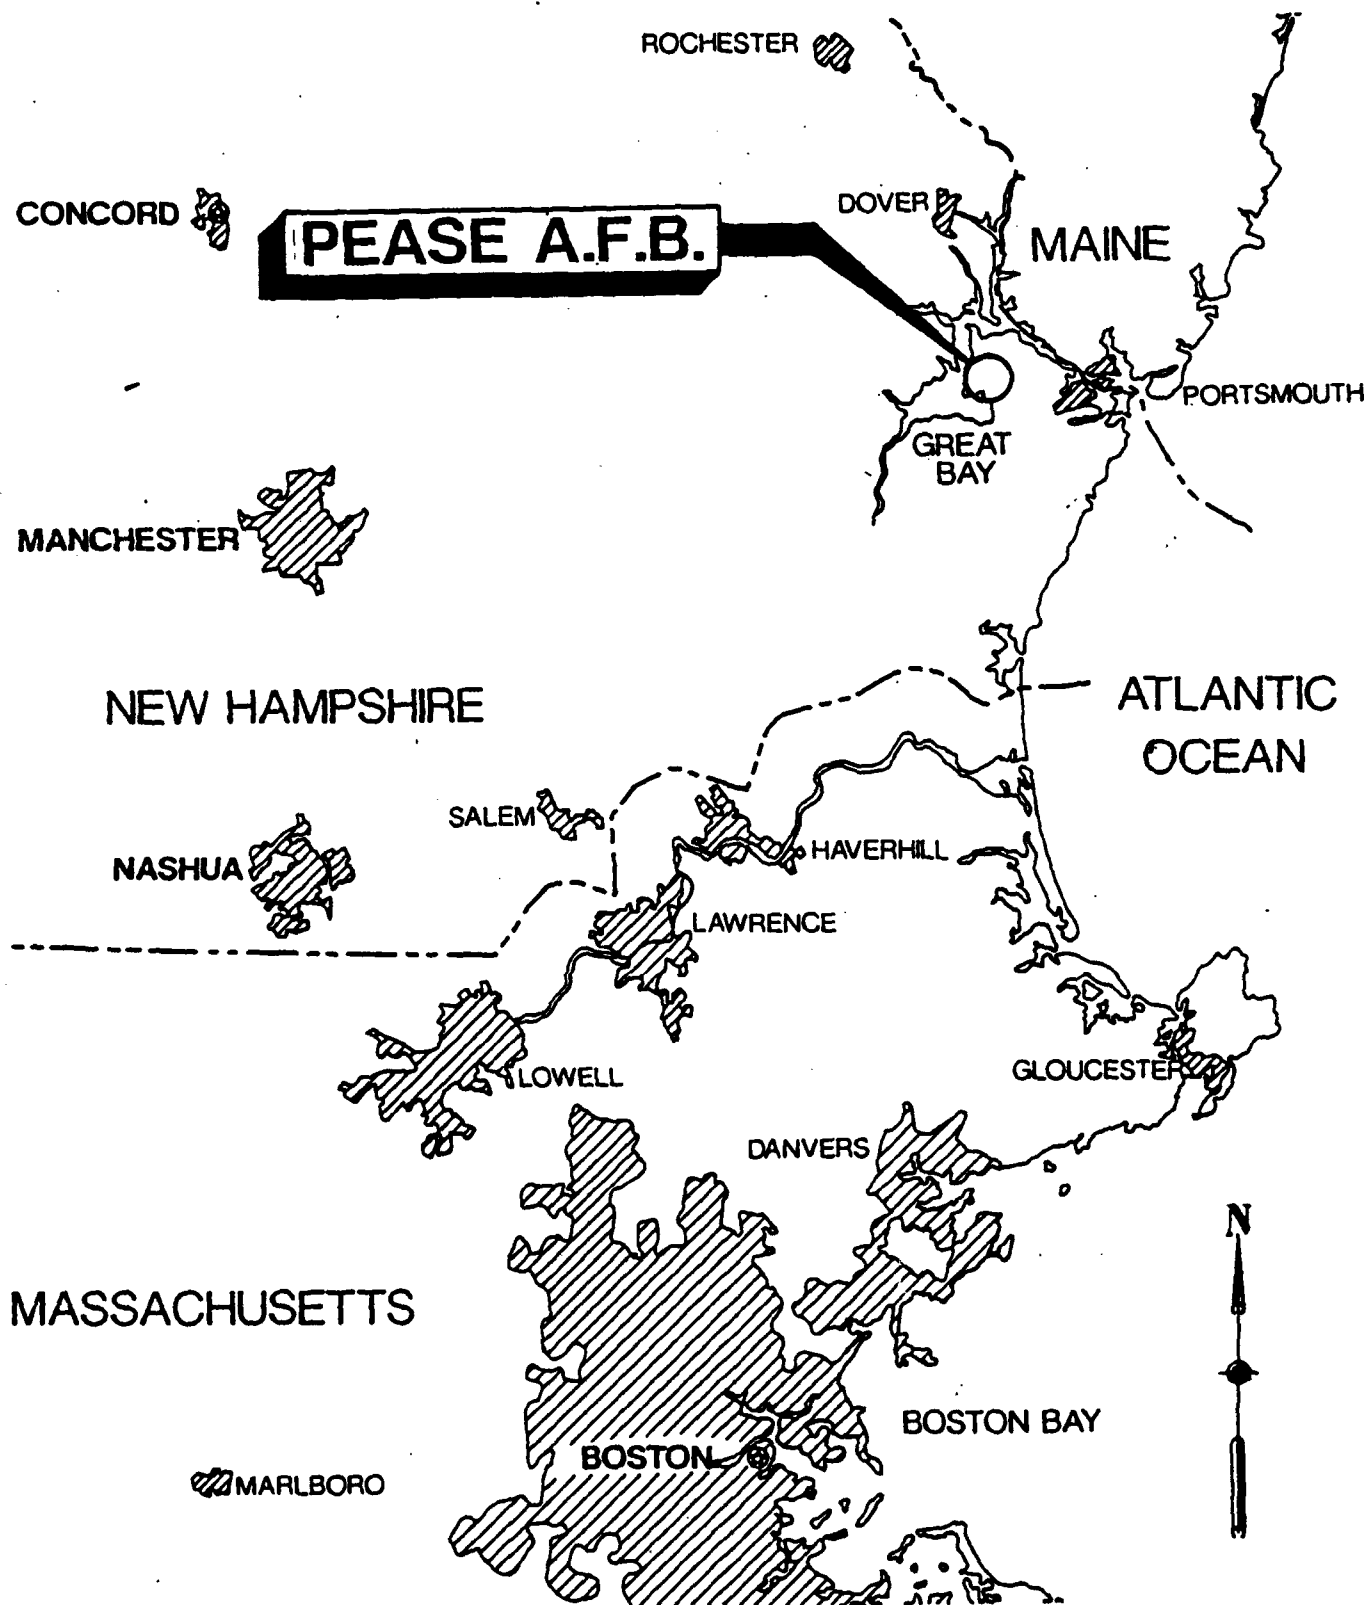 ROCHESTER
CONCORD
PEASE A.F.B.
DOVER
MAINE
PORTSMOUTH
GREAT
BAY
MANCHESTER
NEW HAMPSHIRE
ATLANTIC
OCEAN
SALEM
HAVERHILL
NASHUA
LAWRENCE
GLOUCESTER
LOWELL
DANVERS
N
MASSACHUSETTS
BOSTON BAY
BOSTON
MARLBORO